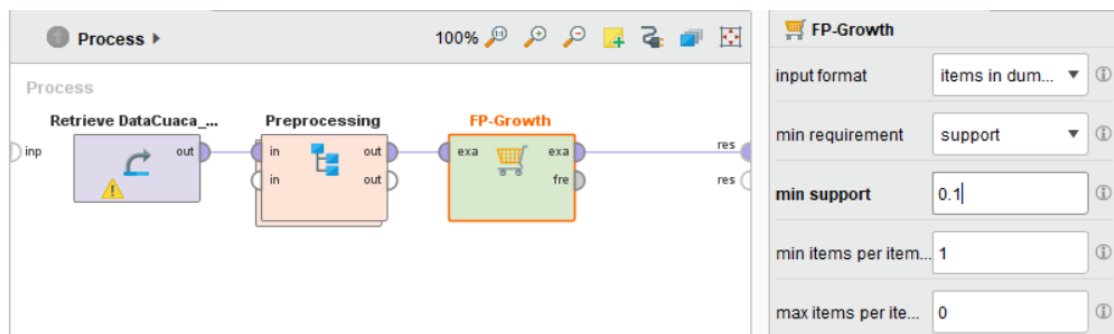 Process
100%
Process
Retrieve DataCuaca_...
Preprocessing
FP-Growth
inp
out
in
out
in
out
exa
exa
fre
res
res
FP-Growth
input format
items in dum...
min requirement
support
min support
0.1
min items per item...
1
max items per ite...
0